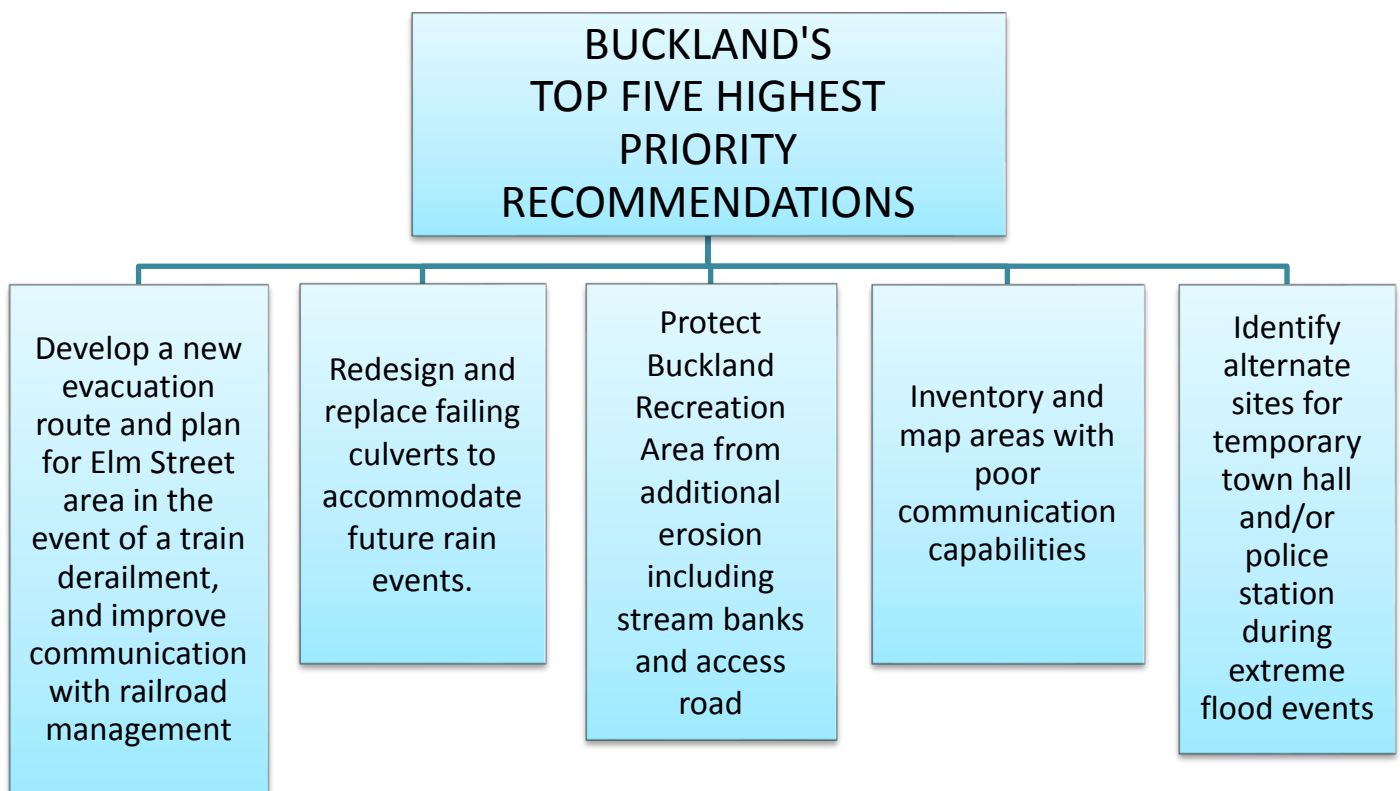 BUCKLAND'S
TOP FIVE HIGHEST
PRIORITY
RECOMMENDATIONS
Develop a new
evacuation
route and plan
for Elm Street
area in the
event of a train
derailment,
and improve
communication
with railroad
management
Redesign and
replace failing
culverts to
accommodate
future rain
events.
Protect
Buckland
Recreation
Area from
additional
erosion
including
stream banks
and access
road
Inventory and
map areas with
poor
communication
capabilities
Identify
alternate
sites for
temporary
town hall
and/or
police
station
during
extreme
flood events